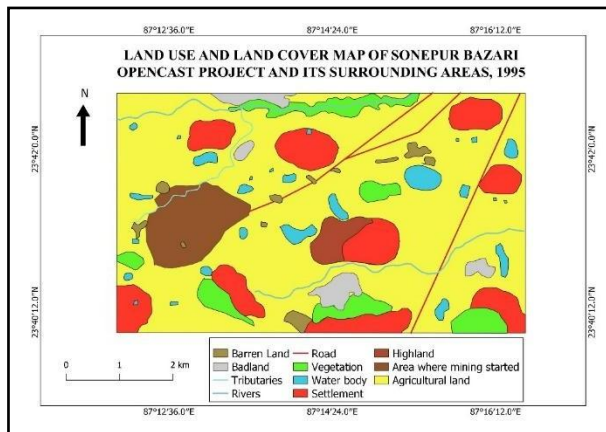 87°12'36.0"E 87°14'24.0"E 87°16'12.0"E
LAND USE AND LAND COVER MAP OF SONEPUR BAZARI
OPENCAST PROJECT AND ITS SURROUNDING AREAS, 1995
N
23°42'0.0"N 23°42'0.0"N
23°40'12.0"N 23°40'12.0"N
0 1 2 km
Barren Land Road Highland
Badland Vegetation Area where mining started
Tributaries Water body Agricultural land
Rivers Settlement
87°12'36.0"E 87°14'24.0"E 87°16'12.0"E